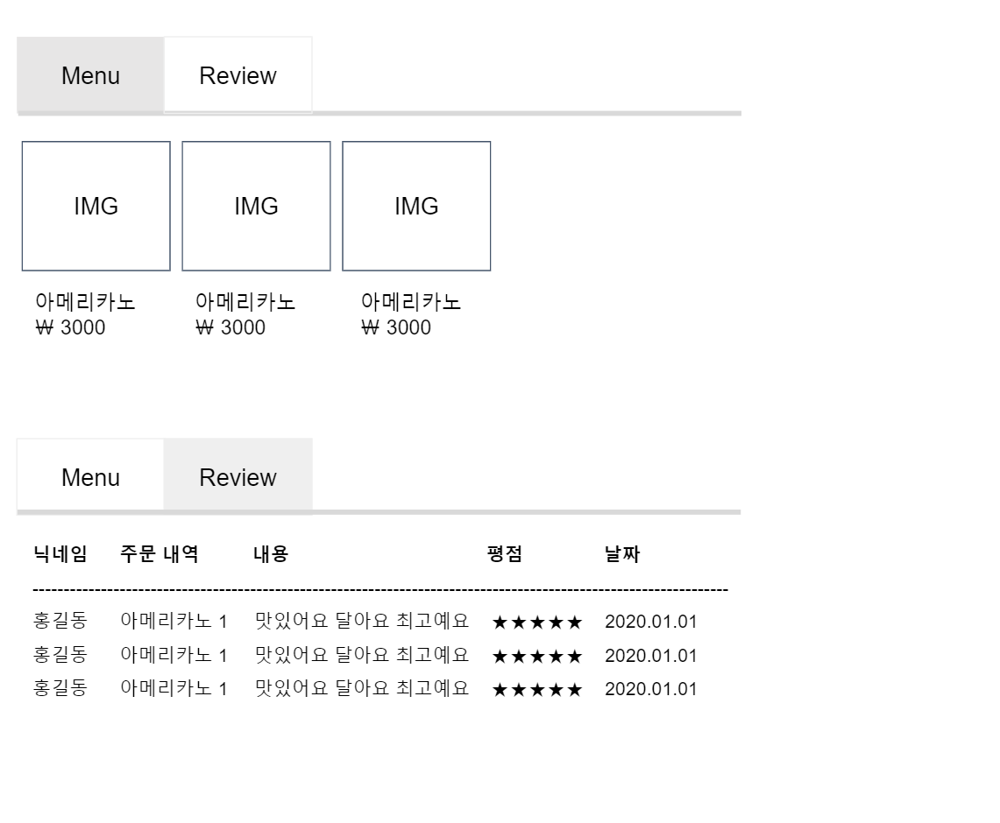 Menu Review
IMG IMG IMG
아메리카노 아메리카노 아메리카노
₩ 3000 ₩ 3000 ₩ 3000
Menu Review
닉네임 주문 내역 내용 평점 날짜
홍길동 아메리카노 1 맛있어요 달아요 최고예요 ★★★★★ 2020.01.01
홍길동 아메리카노 1 맛있어요 달아요 최고예요 ★★★★★ 2020.01.01
홍길동 아메리카노 1 맛있어요 달아요 최고예요 ★★★★★ 2020.01.01